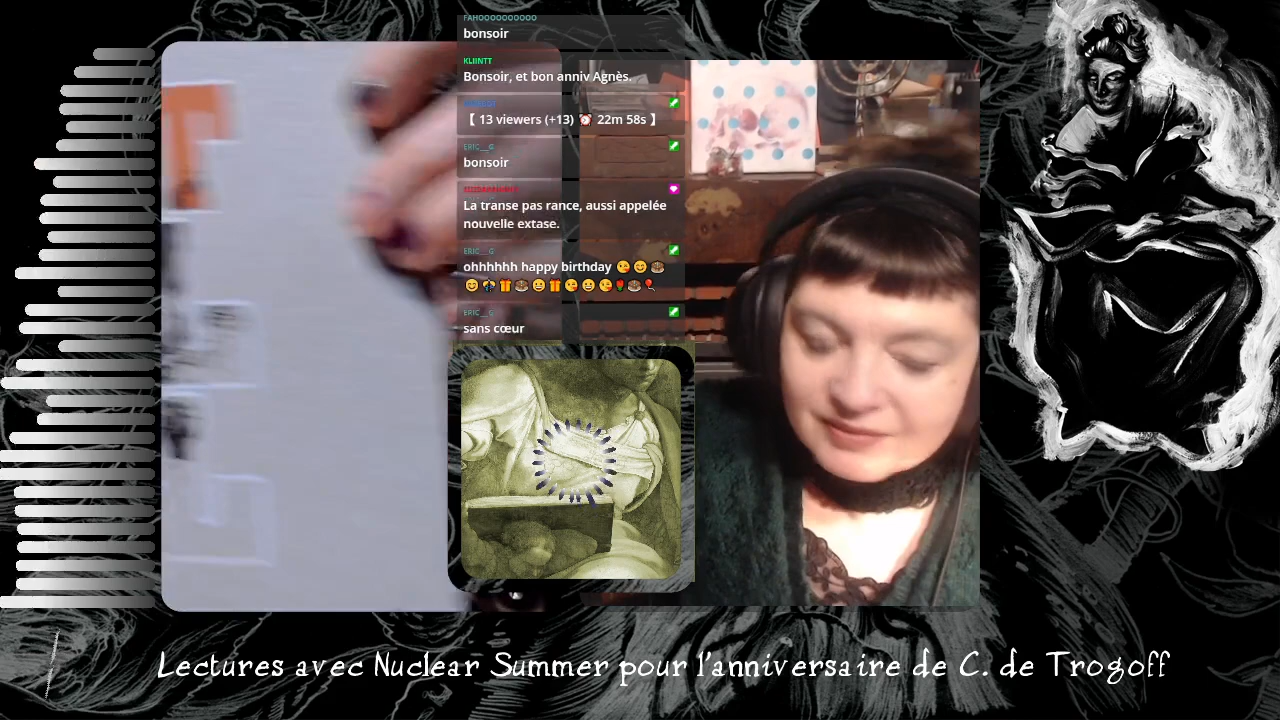 FAHOOOOOOOOOO
bonsoir
KLIINTT
Bonsoir, et bon anniv Agnès.
【 13 viewers (+13) ⏰ 22m 58s 】
ERIC__G
bonsoir
La transe pas rance, aussi appelée
nouvelle extase.
ERIC__G
ohhhhhh happy birthday
ERIC__G
sans cœur
Lectures avec Nuclear Summer pour l'anniversaire de C. de Trogoff